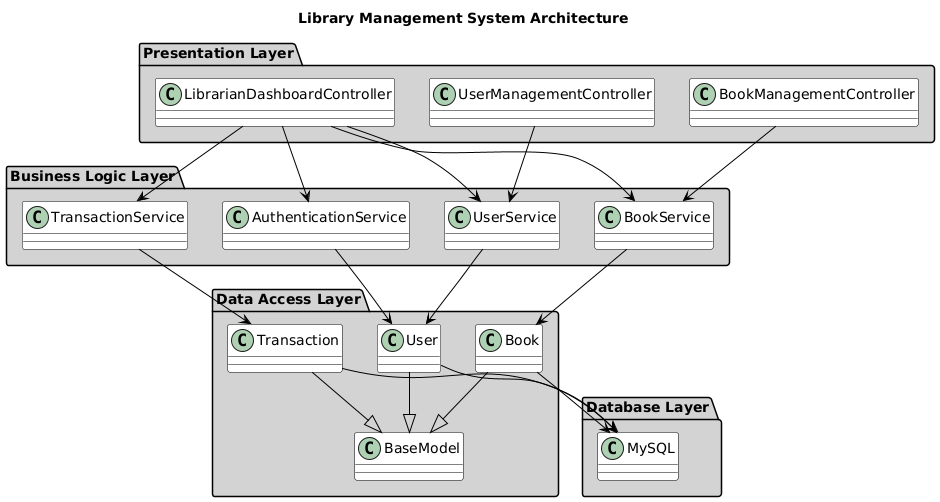 Library Management System Architecture
Presentation Layer
C LibrarianDashboardController
C UserManagementController
C BookManagementController
Business Logic Layer
C TransactionService
C AuthenticationService
C UserService
C BookService
Data Access Layer
C Transaction
C User
C Book
Database Layer
C BaseModel
C MySQL